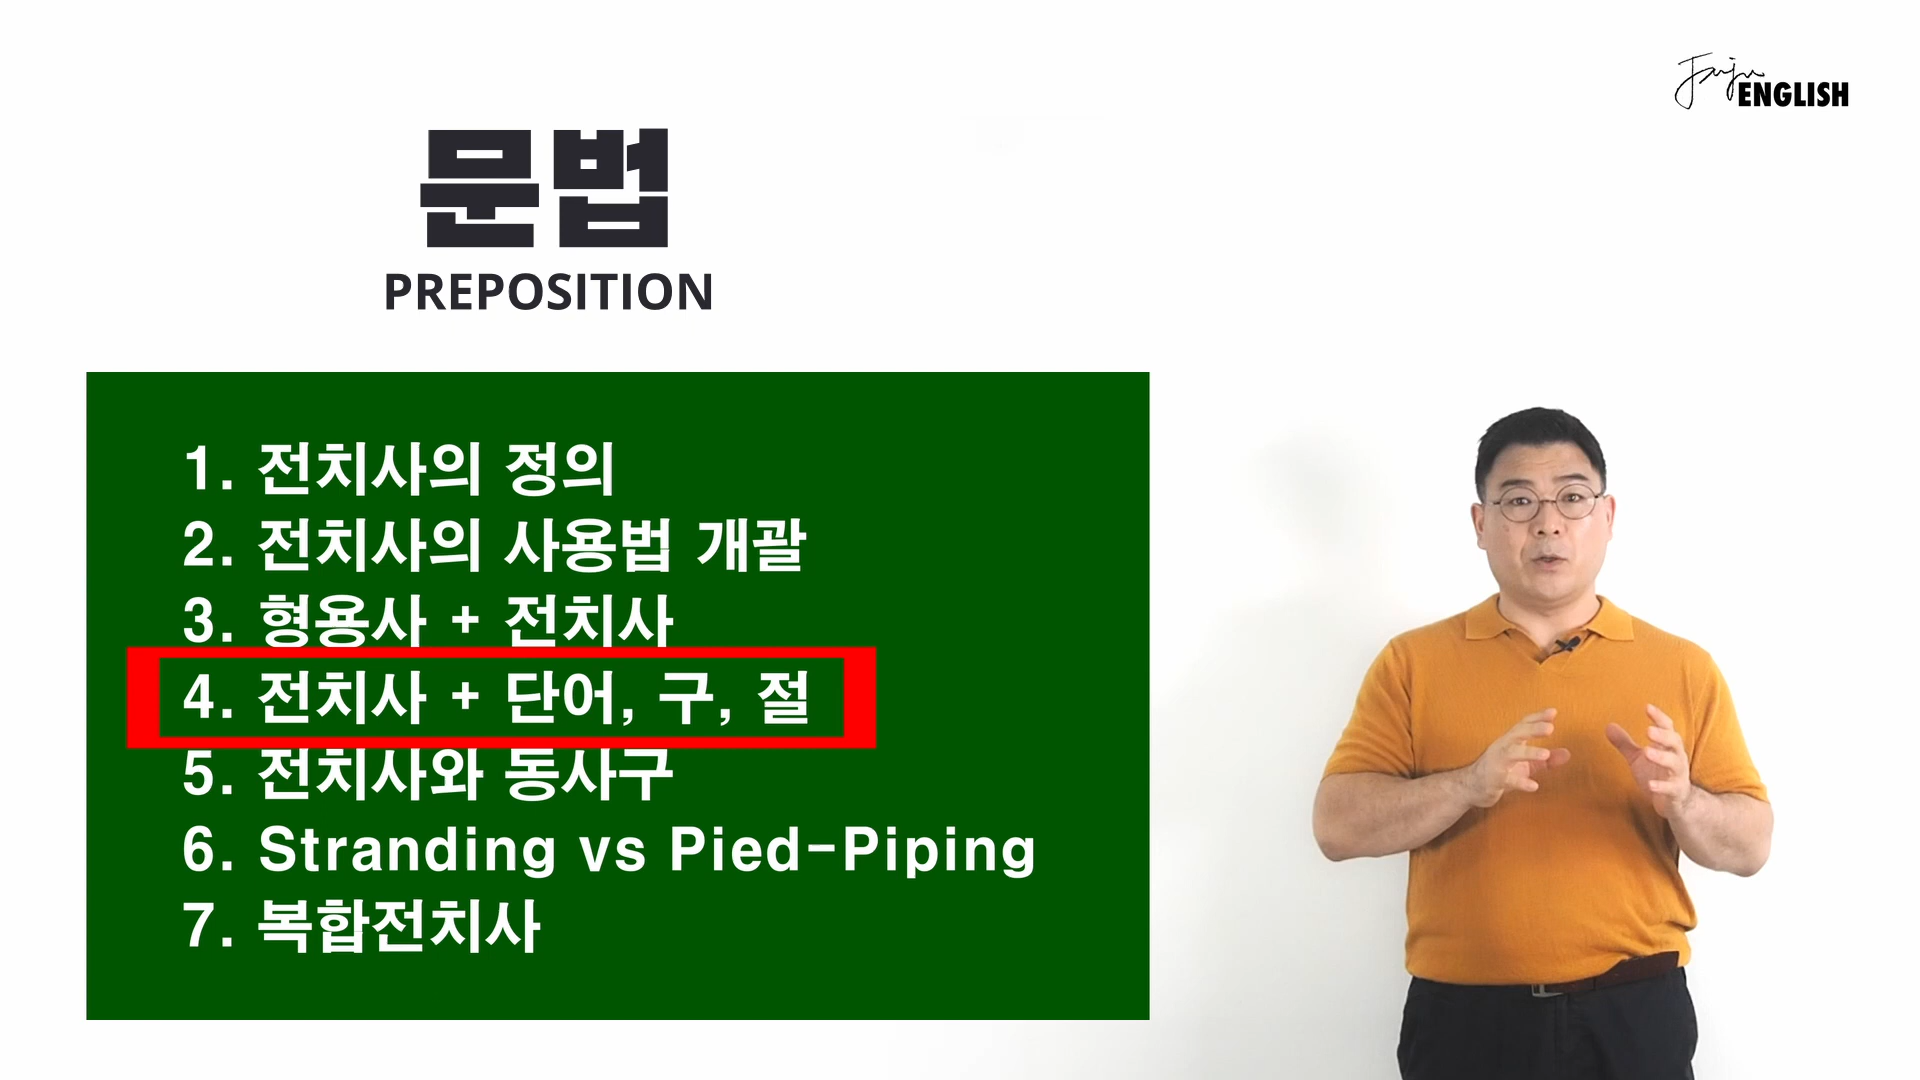 ENGLISH
문법
PREPOSITION
1. 전치사의 정의
2. 전치사의 사용법 개괄
3. 형용사 + 전치사
4. 전치사 + 단어, 구, 절
5. 전치사와 동사구
6. Stranding vs Pied-Piping
7. 복합전치사